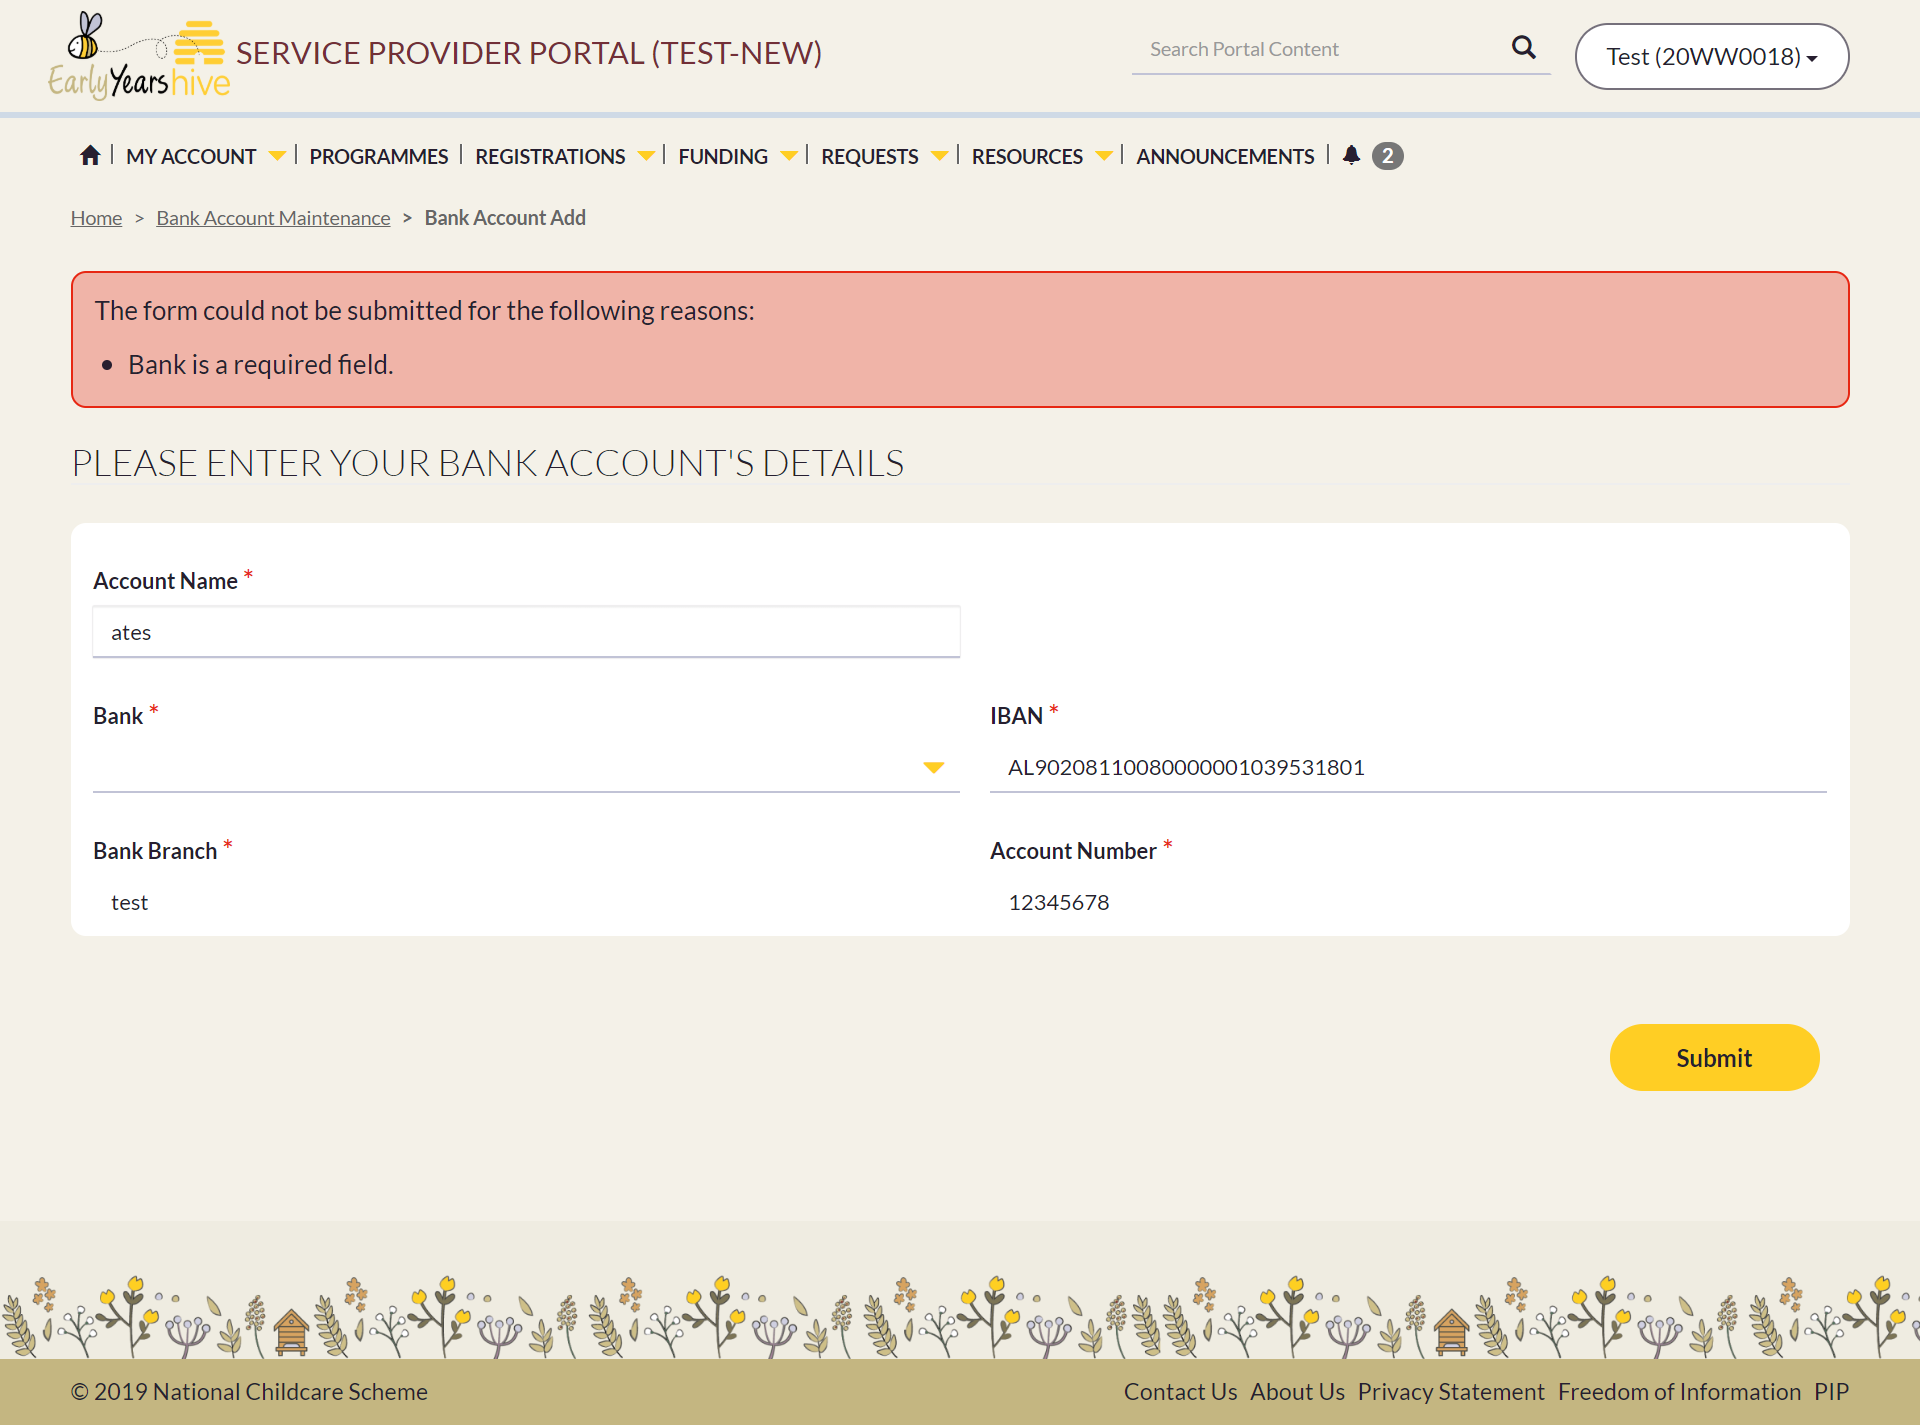 Early Years hive
SERVICE PROVIDER PORTAL (TEST-NEW)
Search Portal Content
Test (20WW0018)
MY ACCOUNT
PROGRAMMES
REGISTRATIONS
FUNDING
REQUESTS
RESOURCES
ANNOUNCEMENTS
2
Home > Bank Account Maintenance > Bank Account Add
The form could not be submitted for the following reasons:
• Bank is a required field.
PLEASE ENTER YOUR BANK ACCOUNT'S DETAILS
Account Name *
ates
Bank *
IBAN *
AL90208110080000001039531801
Bank Branch *
test
Account Number *
12345678
Submit
© 2019 National Childcare Scheme
Contact Us About Us Privacy Statement Freedom of Information PIP